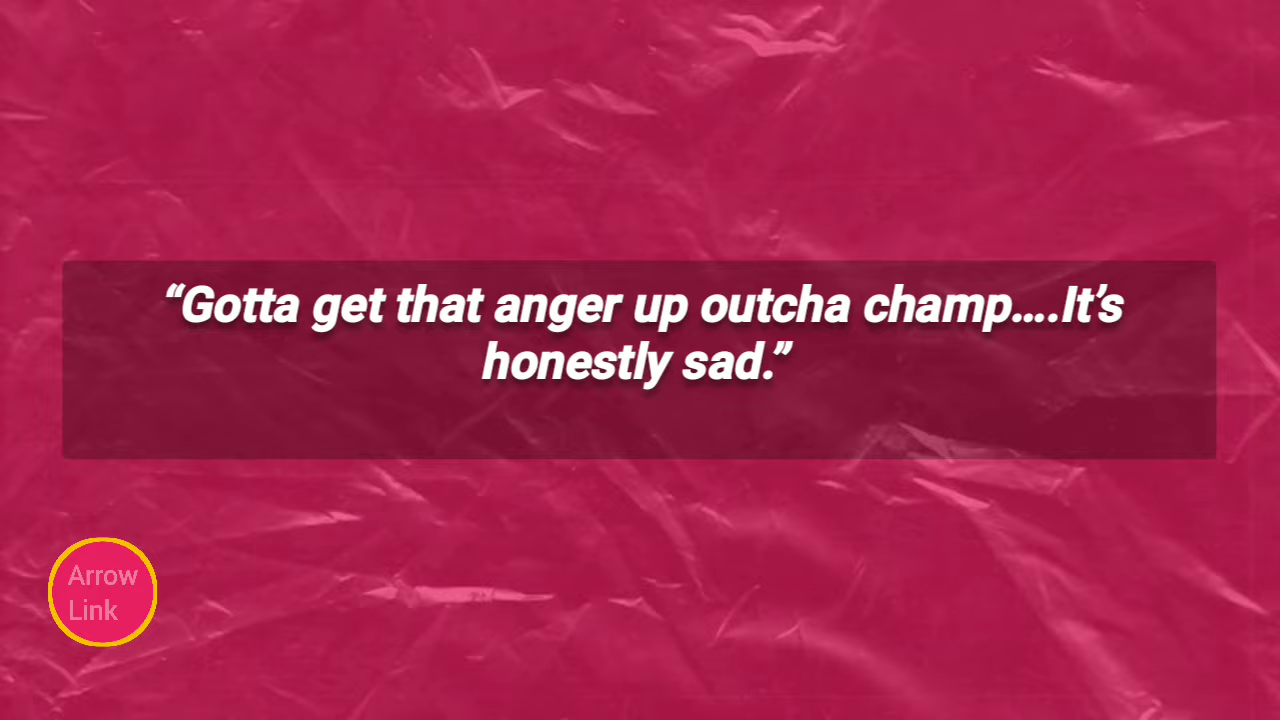 “Gotta get that anger up outcha champ....It’s
honestly sad.”
Arrow
Link